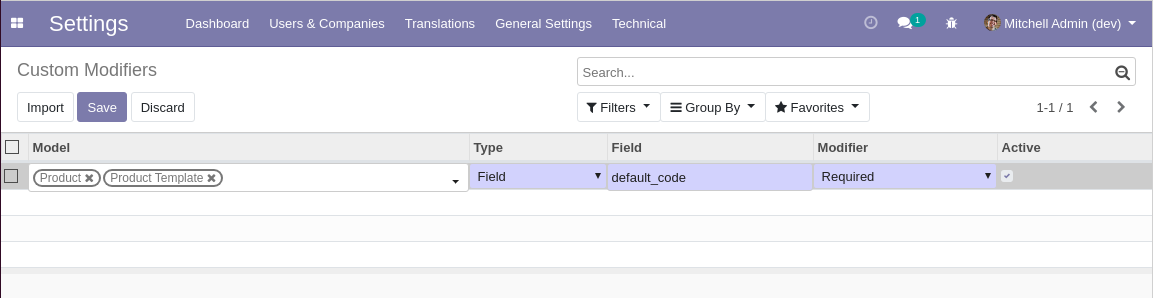 Settings Dashboard Users & Companies Translations General Settings Technical 1 Mitchell Admin (dev)
Custom Modifiers
Search...
Import Save Discard Filters Group By Favorites 1-1 / 1
Model Type Field Modifier Active
Product Product Template Field default_code Required